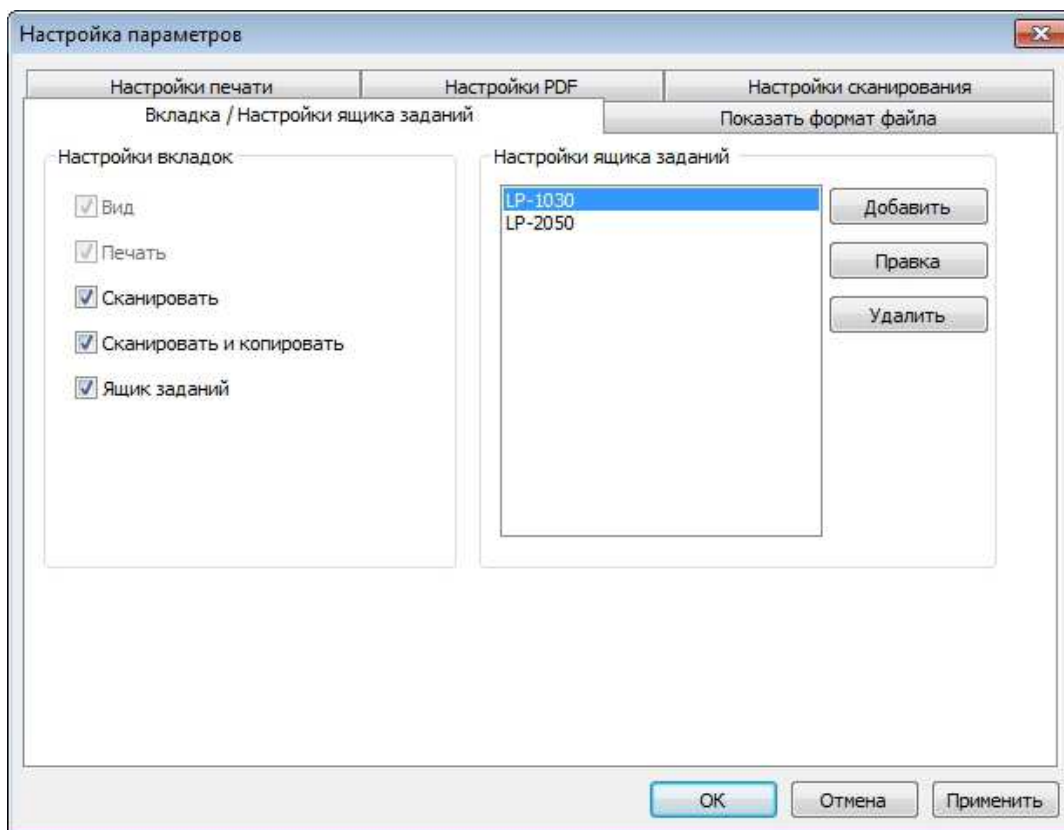 Настройка параметров
Настройки печати
Настройки PDF
Настройки сканирования
Вкладка / Настройки ящика заданий
Показать формат файла
Настройки вкладок
Вид
Печать
Сканировать
Сканировать и копировать
Ящик заданий
Настройки ящика заданий
LP-1030
LP-2050
Добавить
Правка
Удалить
OK
Отмена
Применить